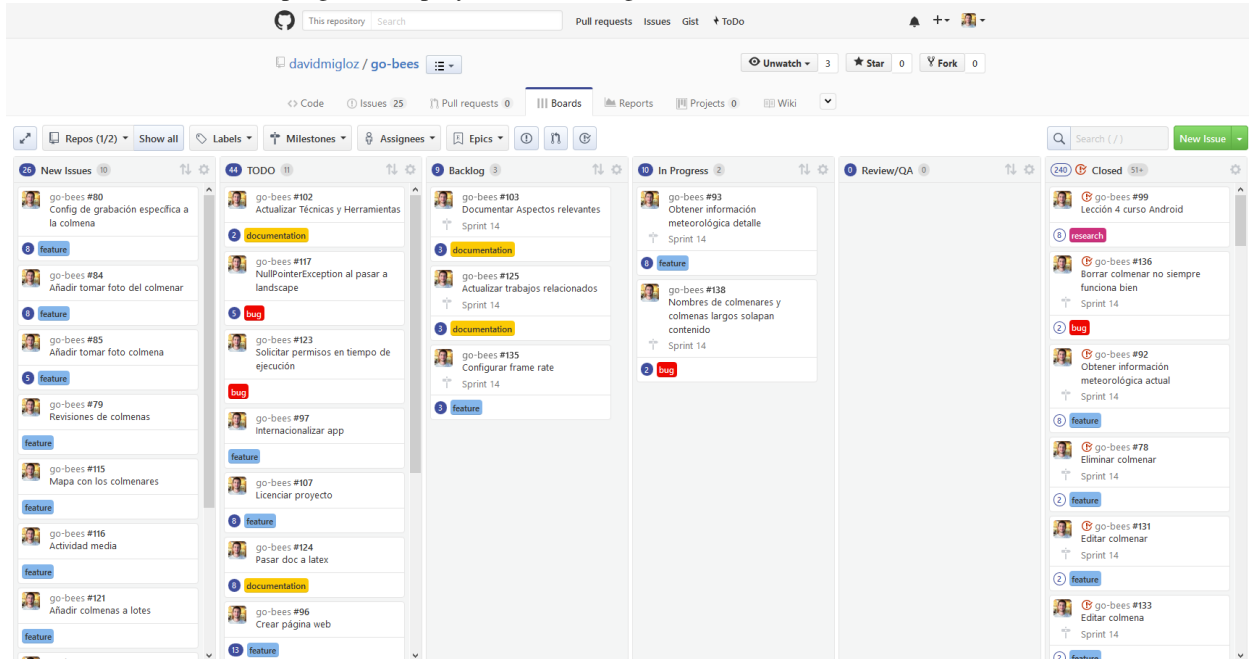 This repository Search Pull requests Issues Gist ToDo
davidmigloz / go-bees Unwatch 3 Star 0 Fork 0
Code Issues 25 Pull requests 0 Boards Reports Projects 0 Wiki
Repos (1/2) Show all Labels Milestones Assignees Epics Search ( / ) New Issue
26 New Issues 10
go-bees #80
Config de grabación específica a
la colmena
8 feature
go-bees #84
Añadir tomar foto del colmenar
8 feature
go-bees #85
Añadir tomar foto colmena
5 feature
go-bees #79
Revisiones de colmenas
feature
go-bees #115
Mapa con los colmenares
feature
go-bees #116
Actividad media
feature
go-bees #121
Añadir colmenas a lotes
feature
44 TODO 11
go-bees #102
Actualizar Técnicas y Herramientas
2 documentation
go-bees #117
NullPointerException al pasar a
landscape
5 bug
go-bees #123
Solicitar permisos en tiempo de
ejecución
bug
go-bees #97
Internacionalizar app
feature
go-bees #107
Licenciar proyecto
8 feature
go-bees #124
Pasar doc a latex
8 documentation
go-bees #96
Crear página web
13 feature
9 Backlog 3
go-bees #103
Documentar Aspectos relevantes
Sprint 14
3 documentation
go-bees #125
Actualizar trabajos relacionados
Sprint 14
3 documentation
go-bees #135
Configurar frame rate
Sprint 14
3 feature
10 In Progress 2
go-bees #93
Obtener información
meteorológica detalle
Sprint 14
8 feature
go-bees #138
Nombres de colmenares y
colmenas largos solapan
contenido
Sprint 14
2 bug
0 Review/QA 0
240 Closed 51+
go-bees #99
Lección 4 curso Android
8 research
go-bees #136
Borrar colmenar no siempre
funciona bien
Sprint 14
2 bug
go-bees #92
Obtener información
meteorológica actual
Sprint 14
8 feature
go-bees #78
Eliminar colmenar
Sprint 14
2 feature
go-bees #131
Editar colmenar
Sprint 14
2 feature
go-bees #133
Editar colmena
Sprint 14
2 feature